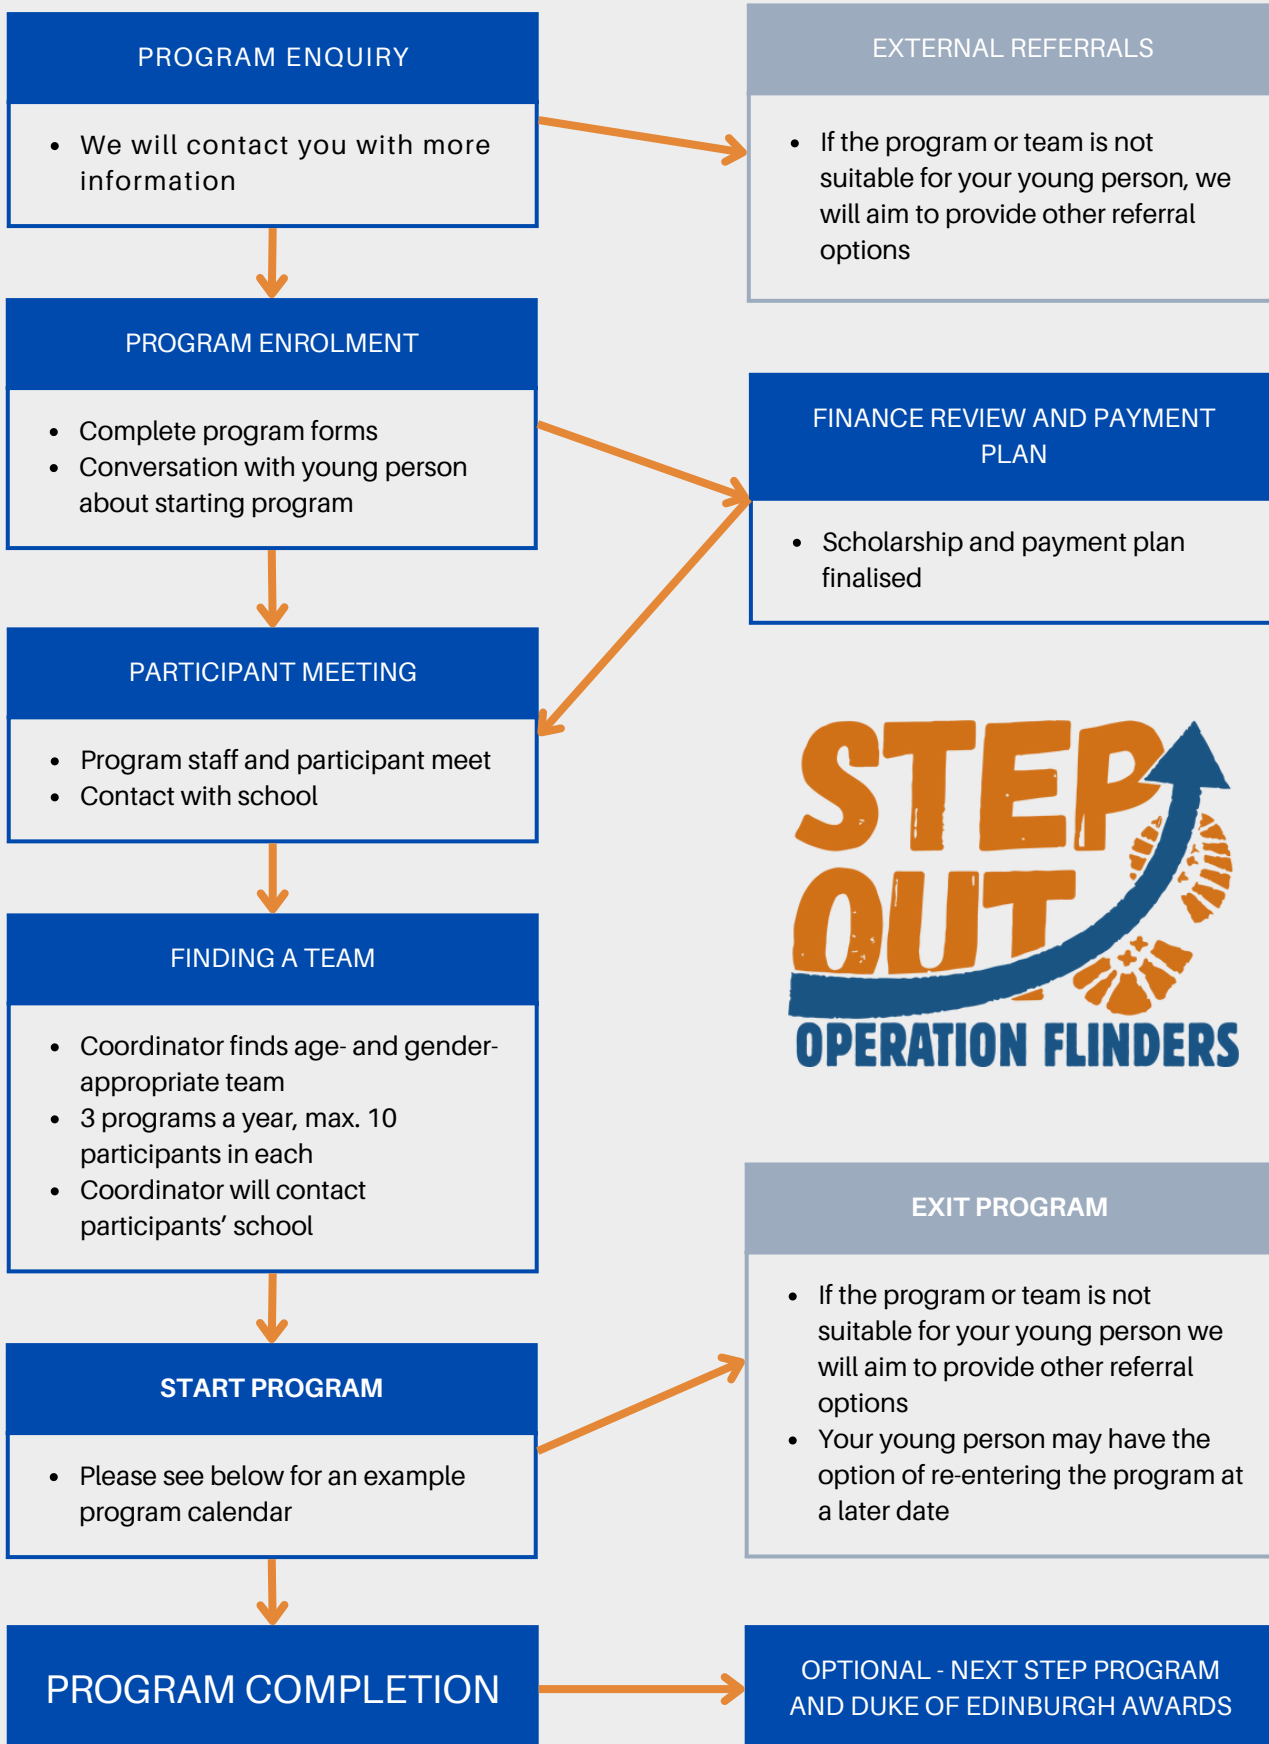 PROGRAM ENQUIRY
• We will contact you with more
information
EXTERNAL REFERRALS
• If the program or team is not
suitable for your young person, we
will aim to provide other referral
options
PROGRAM ENROLMENT
• Complete program forms
• Conversation with young person
about starting program
FINANCE REVIEW AND PAYMENT
PLAN
• Scholarship and payment plan
finalised
PARTICIPANT MEETING
• Program staff and participant meet
• Contact with school
STEP
OUT
OPERATION FLINDERS
FINDING A TEAM
• Coordinator finds age- and gender-
appropriate team
• 3 programs a year, max. 10
participants in each
• Coordinator will contact
participants’ school
START PROGRAM
• Please see below for an example
program calendar
EXIT PROGRAM
• If the program or team is not
suitable for your young person we
will aim to provide other referral
options
• Your young person may have the
option of re-entering the program at
a later date
PROGRAM COMPLETION
OPTIONAL - NEXT STEP PROGRAM
AND DUKE OF EDINBURGH AWARDS